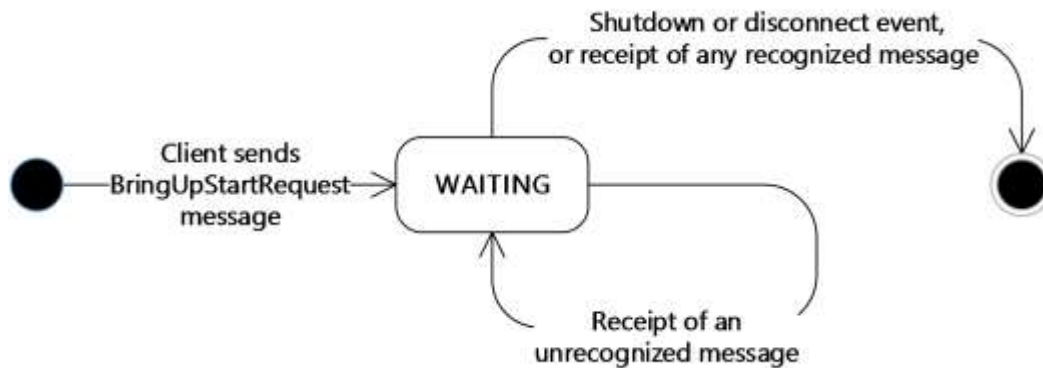 Shutdown or disconnect event,
or receipt of any recognized message
Client sends
BringUpStartRequest
message
WAITING
Receipt of an
unrecognized message